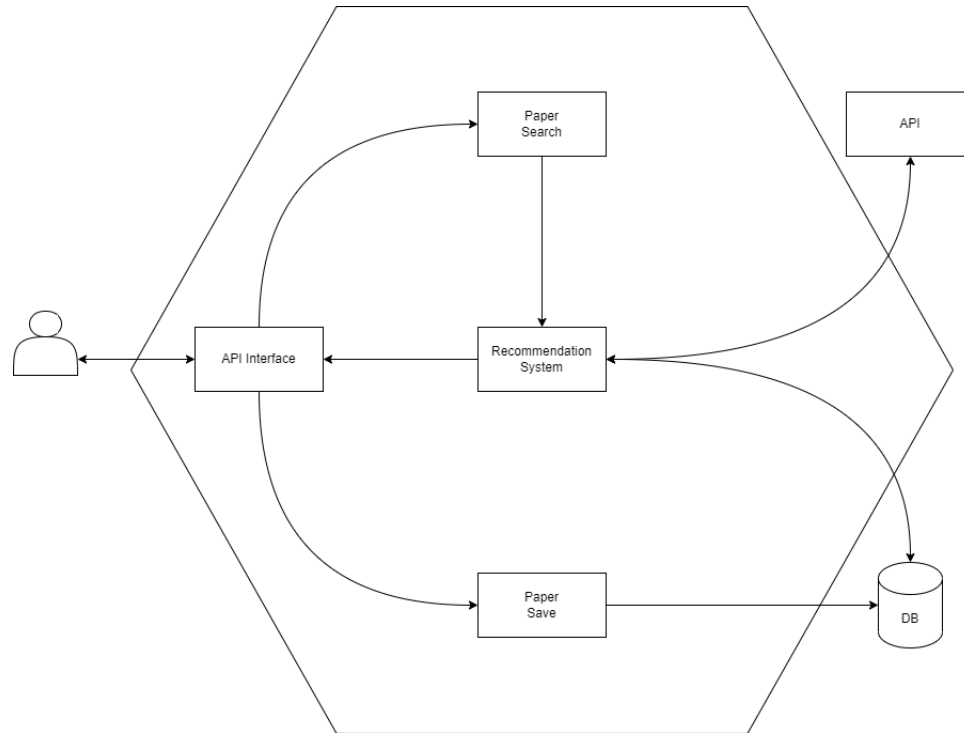 Paper
Search
API
API Interface
Recommendation
System
Paper
Save
DB